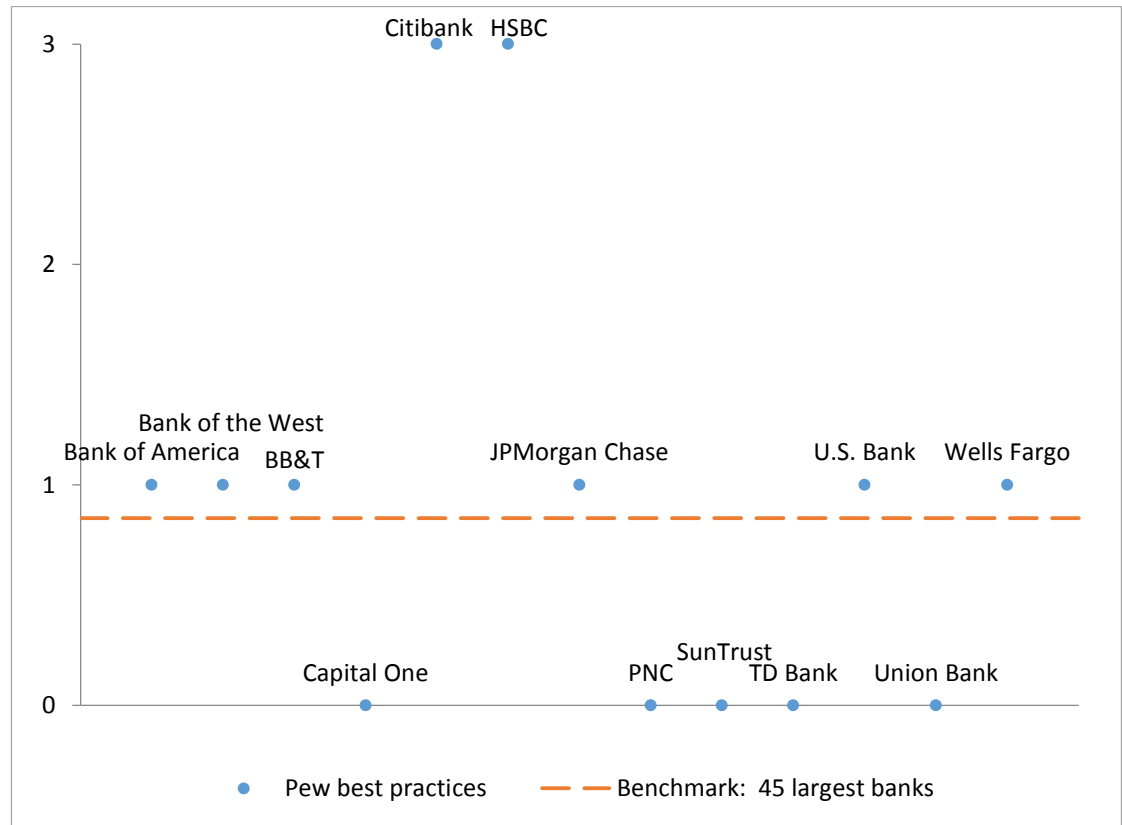 Citibank HSBC
3
2
Bank of the West
Bank of America
BB&T
JPMorgan Chase
U.S. Bank
Wells Fargo
1
SunTrust
Capital One
PNC
TD Bank
Union Bank
0
Pew best practices
Benchmark: 45 largest banks